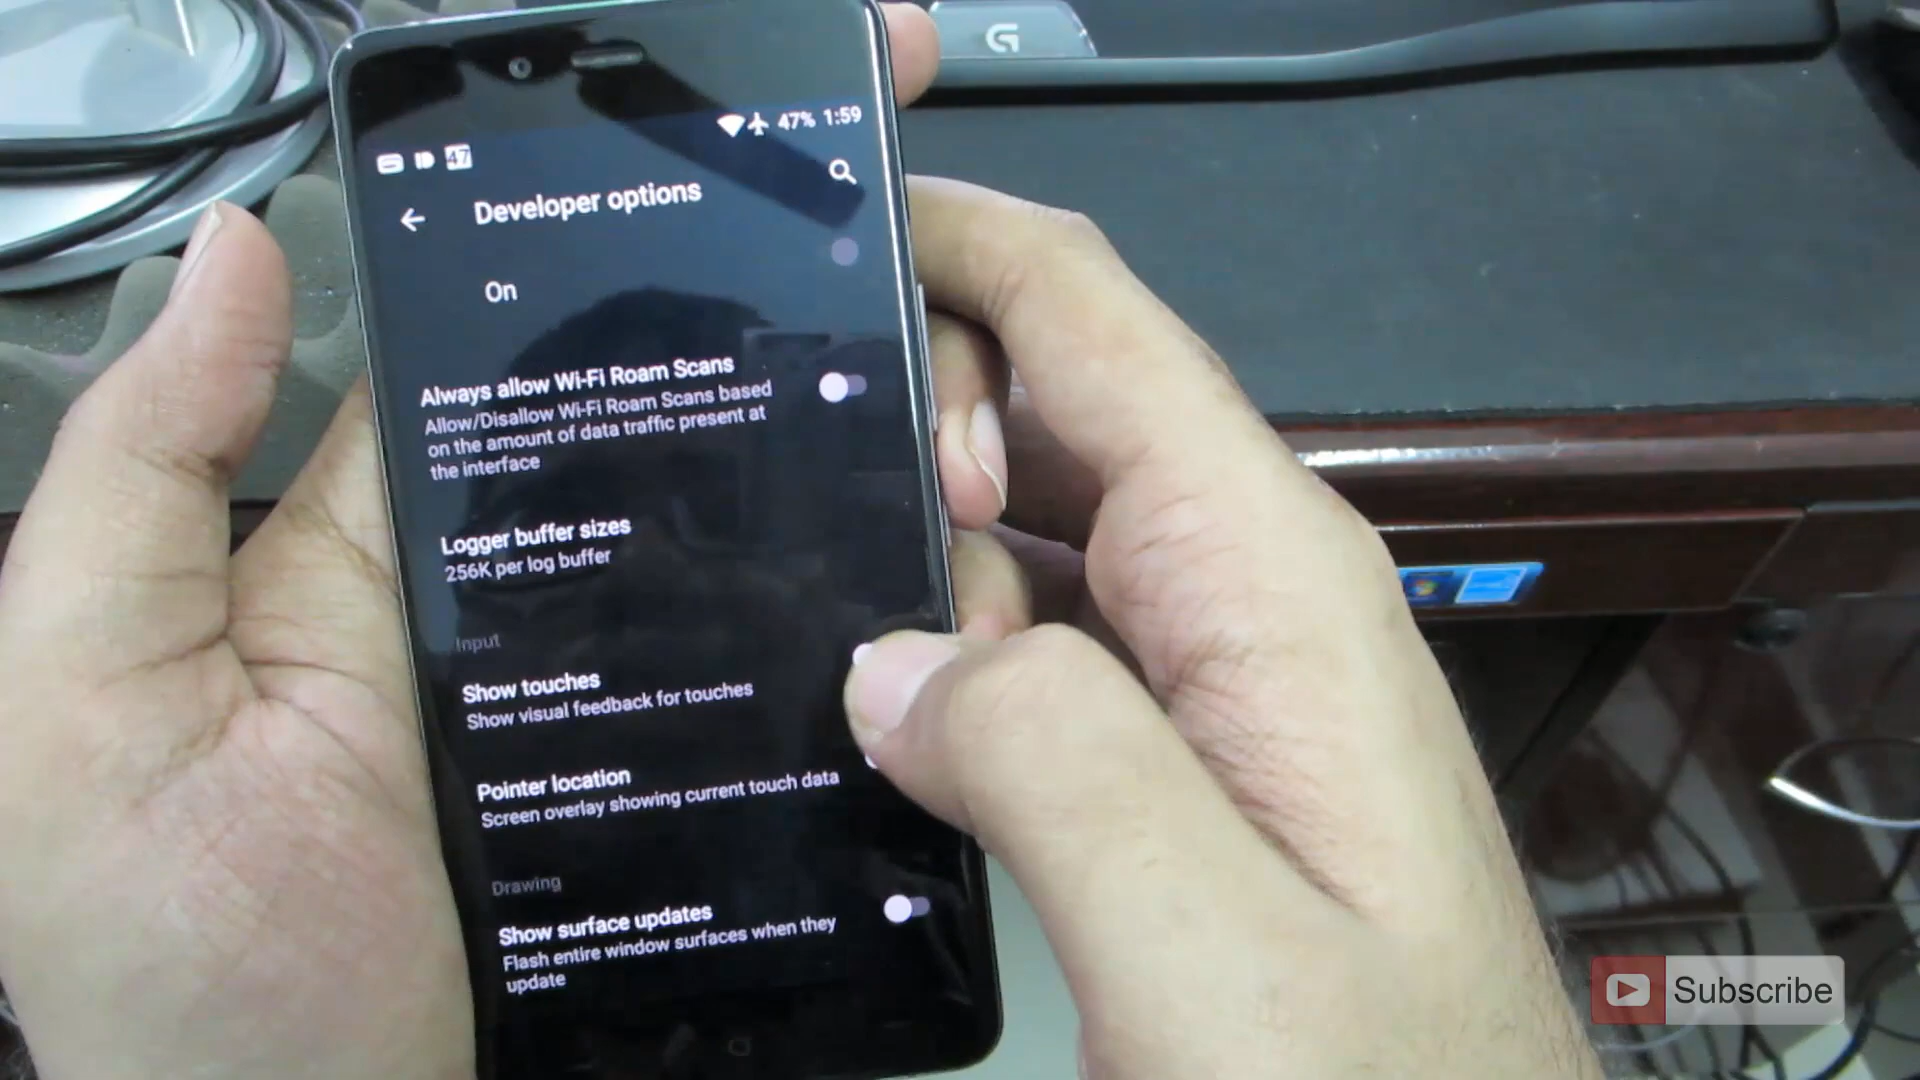 47% 1:59
47
Developer options
On
Always allow Wi-Fi Roam Scans
Allow/Disallow Wi-Fi Roam Scans based
on the amount of data traffic present at
the interface
Logger buffer sizes
256K per log buffer
Input
Show touches
Show visual feedback for touches
Pointer location
Screen overlay showing current touch data
Drawing
Show surface updates
Flash entire window surfaces when they
update
Subscribe